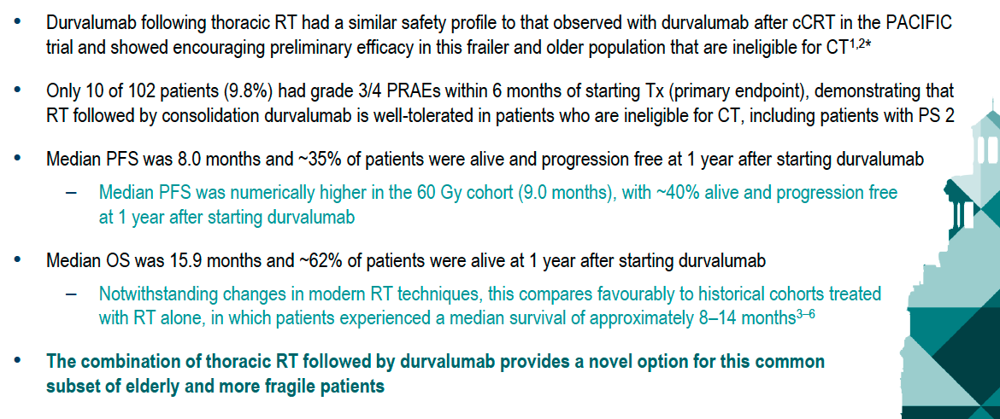 • Durvalumab following thoracic RT had a similar safety profile to that observed with durvalumab after cCRT in the PACIFIC
trial and showed encouraging preliminary efficacy in this frailer and older population that are ineligible for CT1,2*
• Only 10 of 102 patients (9.8%) had grade 3/4 PRAEs within 6 months of starting Tx (primary endpoint), demonstrating that
RT followed by consolidation durvalumab is well-tolerated in patients who are ineligible for CT, including patients with PS 2
• Median PFS was 8.0 months and ~35% of patients were alive and progression free at 1 year after starting durvalumab
– Median PFS was numerically higher in the 60 Gy cohort (9.0 months), with ~40% alive and progression free
at 1 year after starting durvalumab
• Median OS was 15.9 months and ~62% of patients were alive at 1 year after starting durvalumab
– Notwithstanding changes in modern RT techniques, this compares favourably to historical cohorts treated
with RT alone, in which patients experienced a median survival of approximately 8–14 months3–6
• The combination of thoracic RT followed by durvalumab provides a novel option for this common
subset of elderly and more fragile patients